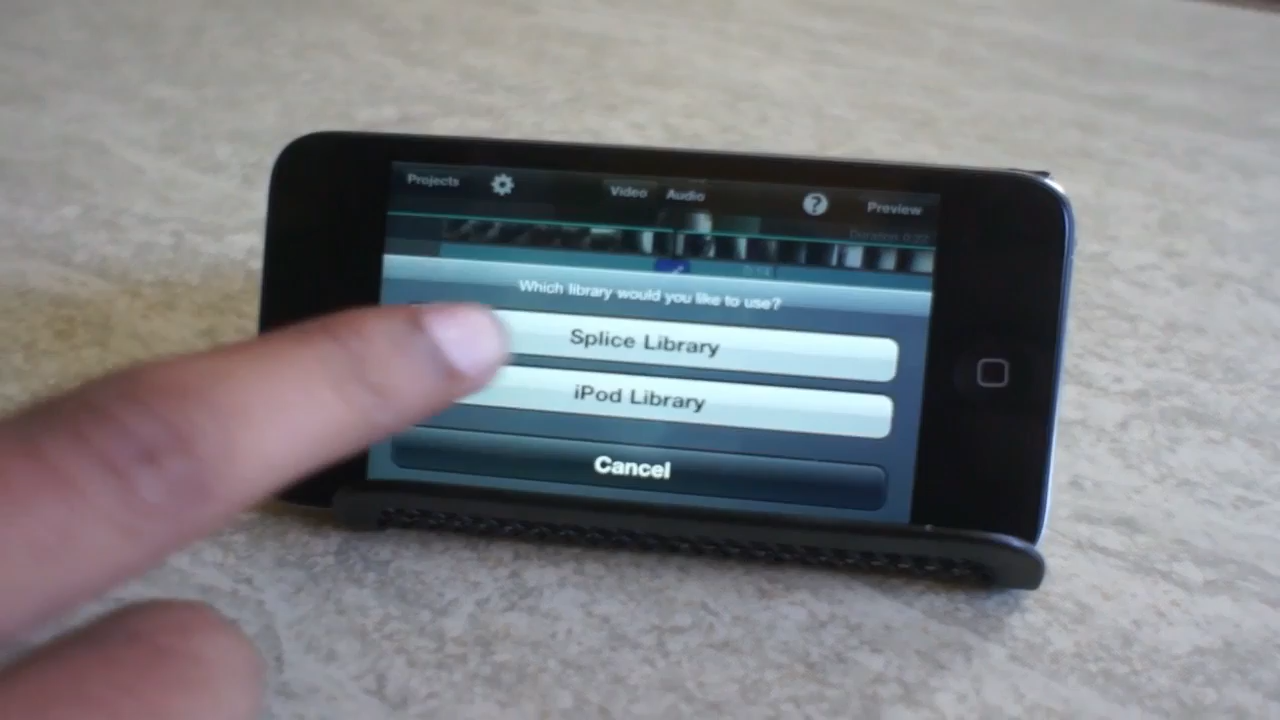 Projects Video Audio ? Preview
Which library would you like to use?
Splice Library
iPod Library
Cancel